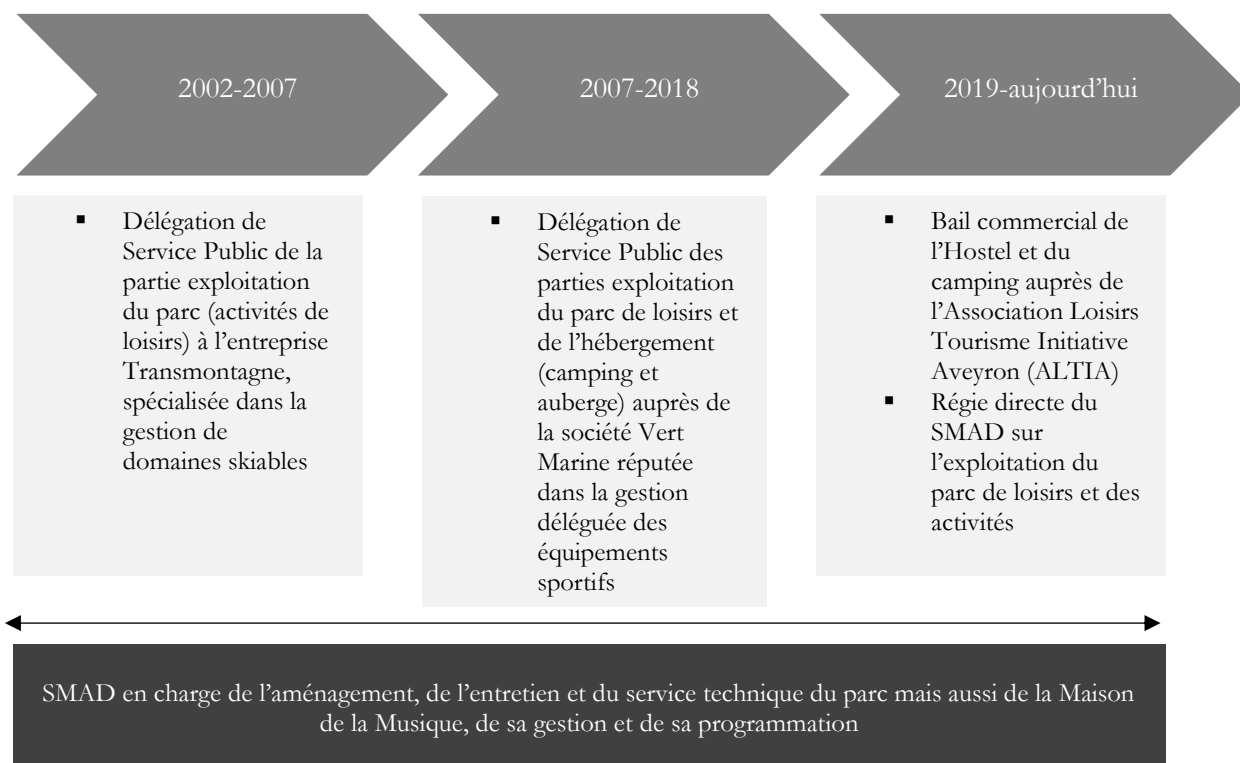 2002-2007
2007-2018
2019-aujourd’hui
▪ Délégation de
Service Public de la
partie exploitation
du parc (activités de
loisirs) à l’entreprise
Transmontagne,
spécialisée dans la
gestion de
domaines skiables
▪ Délégation de
Service Public des
parties exploitation
du parc de loisirs et
de l’hébergement
(camping et
auberge) auprès de
la société Vert
Marine réputée
dans la gestion
déléguée des
équipements
sportifs
▪ Bail commercial de
l’Hostel et du
camping auprès de
l’Association Loisirs
Tourisme Initiative
Aveyron (ALTIA)
▪ Régie directe du
SMAD sur
l’exploitation du
parc de loisirs et des
activités
SMAD en charge de l’aménagement, de l’entretien et du service technique du parc mais aussi de la Maison
de la Musique, de sa gestion et de sa programmation